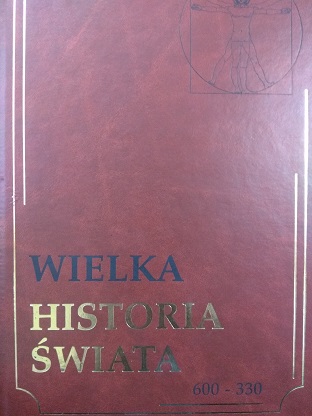 WIELKA
HISTORIA
ŚWIATA
600 - 330